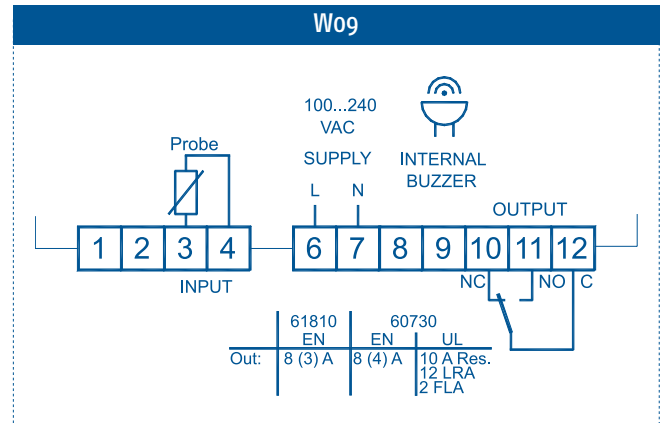 W09
100...240
VAC
Probe
SUPPLY
INTERNAL
BUZZER
L N
OUTPUT
1 2 3 4 6 7 8 9 10 11 12
INPUT
NC NO C
61810 60730
EN EN UL
Out: 8 (3) A 8 (4) A 10 A Res.
12 LRA
2 FLA